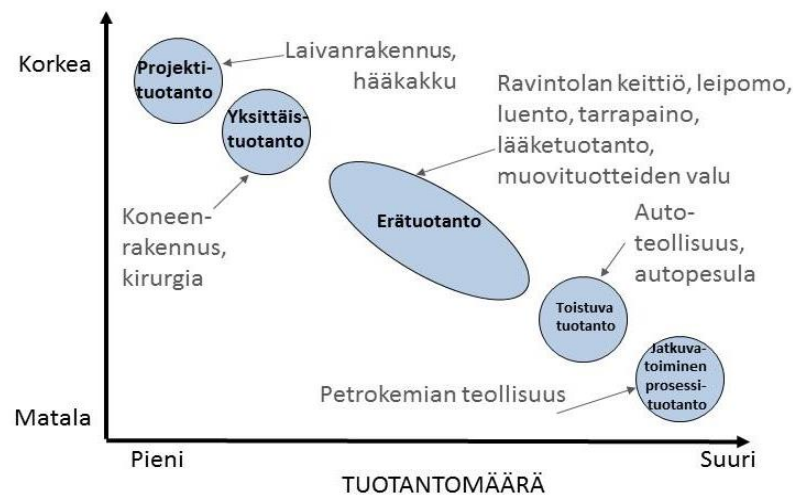 Korkea
Projekti-
tuotanto
Laivanrakennus,
hääkakku
Yksittäis-
tuotanto
Ravintolan keittiö, leipomo,
luento, tarrapaino,
lääketuotanto,
muovituotteiden valu
Koneen-
rakennus,
kirurgia
Erätuotanto
Auto-
teollisuus,
autopesula
Toistuva
tuotanto
Jatkuva-
toiminen
prosessi-
tuotanto
Petrokemian teollisuus
Matala
Pieni
Suuri
TUOTANTOMÄÄRÄ